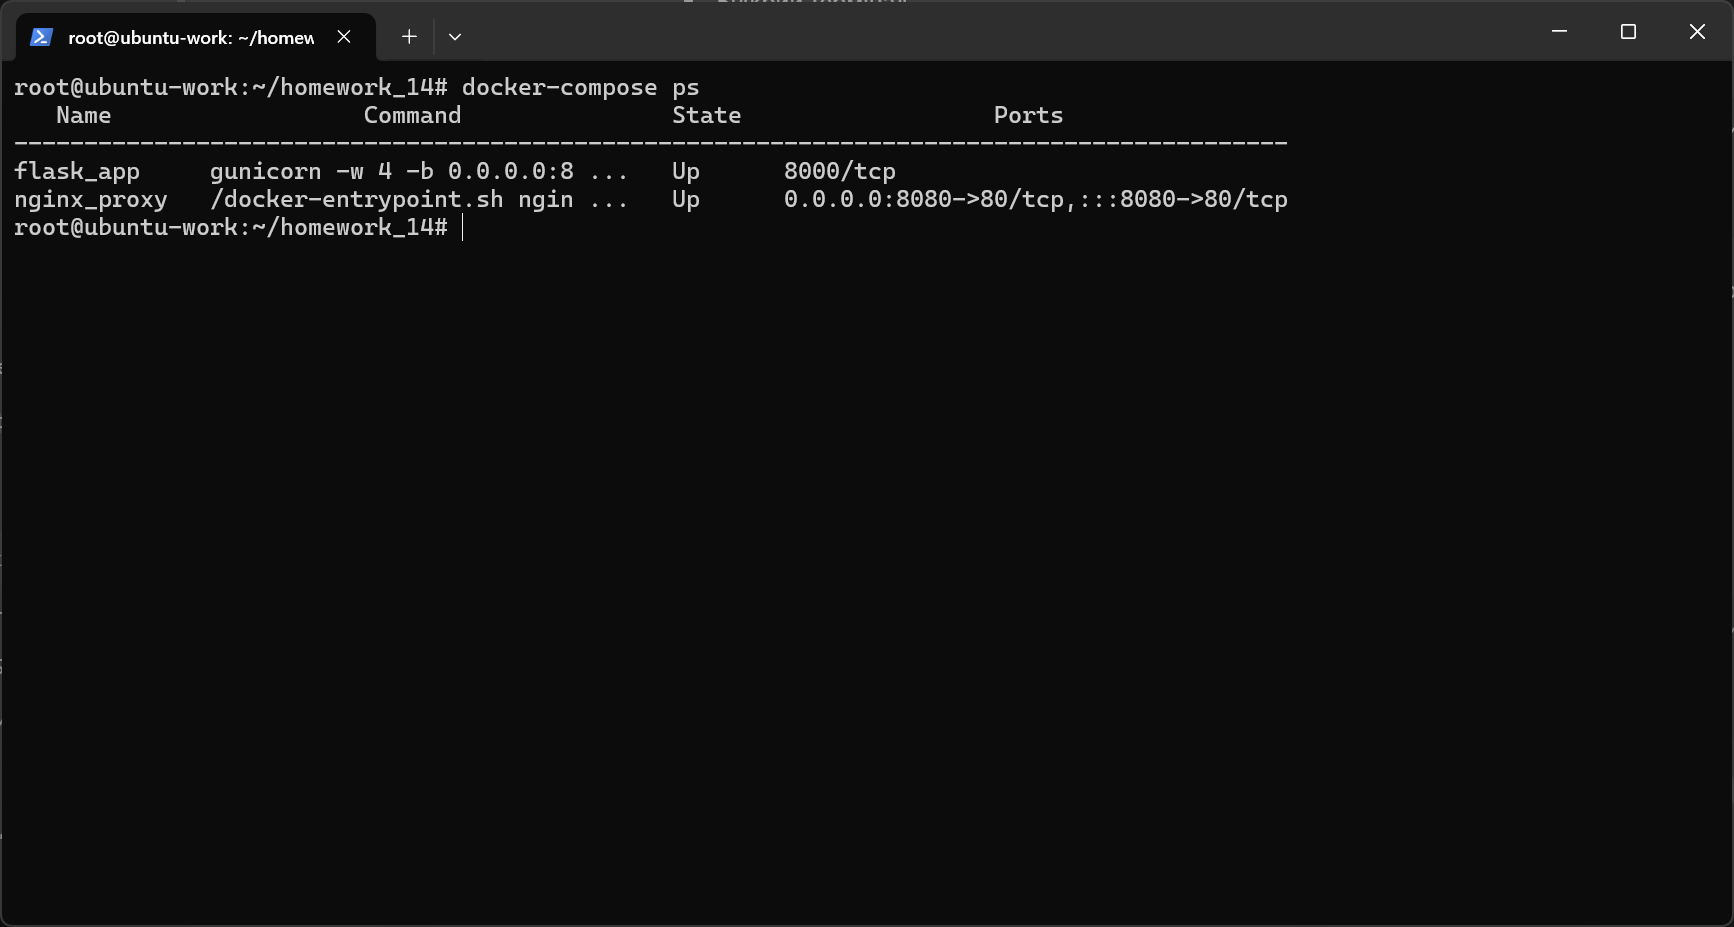 root@ubuntu-work: ~/homew
root@ubuntu-work:~/homework_14# docker-compose ps
Name Command State Ports
-------------------------------------------------------------------------------------------
flask_app gunicorn -w 4 -b 0.0.0.0:8 ... Up 8000/tcp
nginx_proxy /docker-entrypoint.sh ngin ... Up 0.0.0.0:8080->80/tcp,:::8080->80/tcp
root@ubuntu-work:~/homework_14#